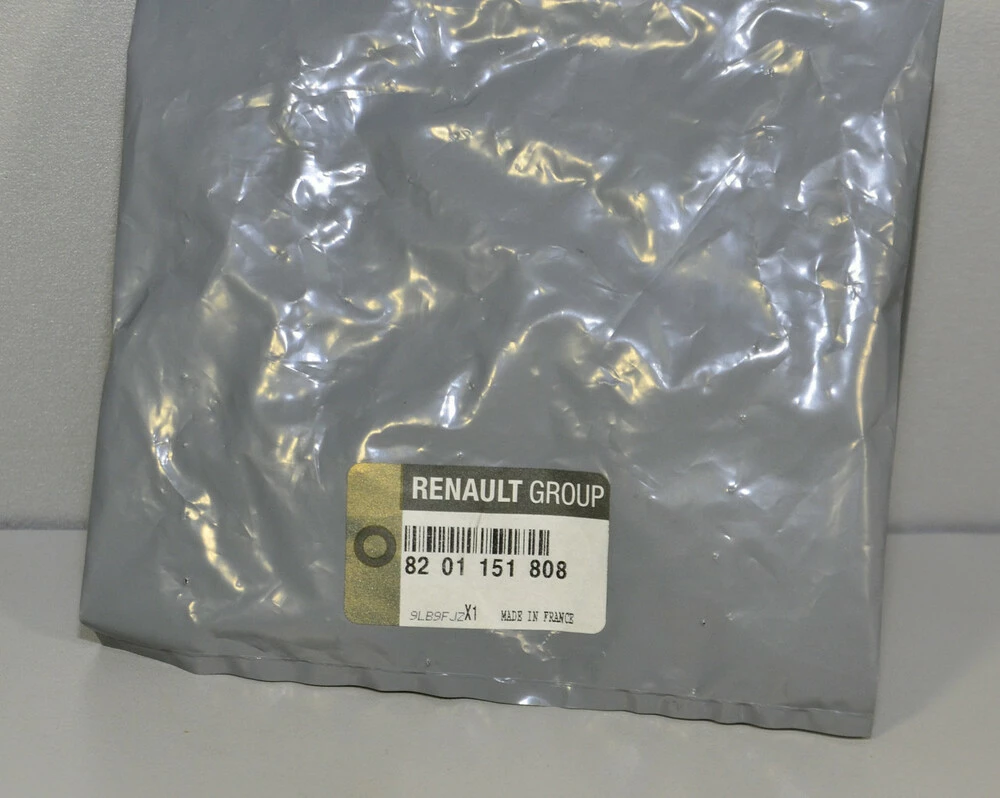 RENAULT GROUP
82 01 151 808
9LB9FJZX1 MADE IN FRANCE